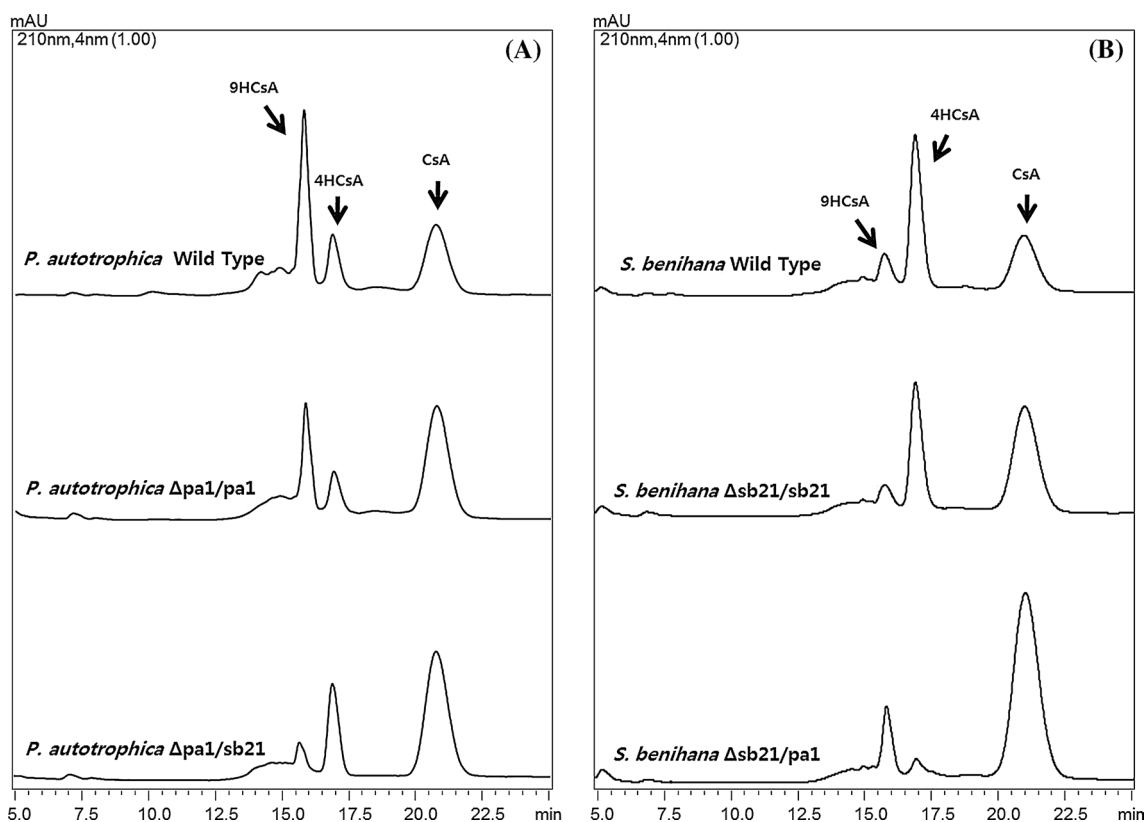 mAU
210nm,4nm (1.00)
(A)
9HCsA
4HCsA
CsA
P. autotrophica Wild Type
P. autotrophica Δpa1/pa1
P. autotrophica Δpa1/sb21
5.0 7.5 10.0 12.5 15.0 17.5 20.0 22.5 min
mAU
210nm,4nm (1.00)
(B)
4HCsA
9HCsA
CsA
S. benihana Wild Type
S. benihana Δsb21/sb21
S. benihana Δsb21/pa1
5.0 7.5 10.0 12.5 15.0 17.5 20.0 22.5 min